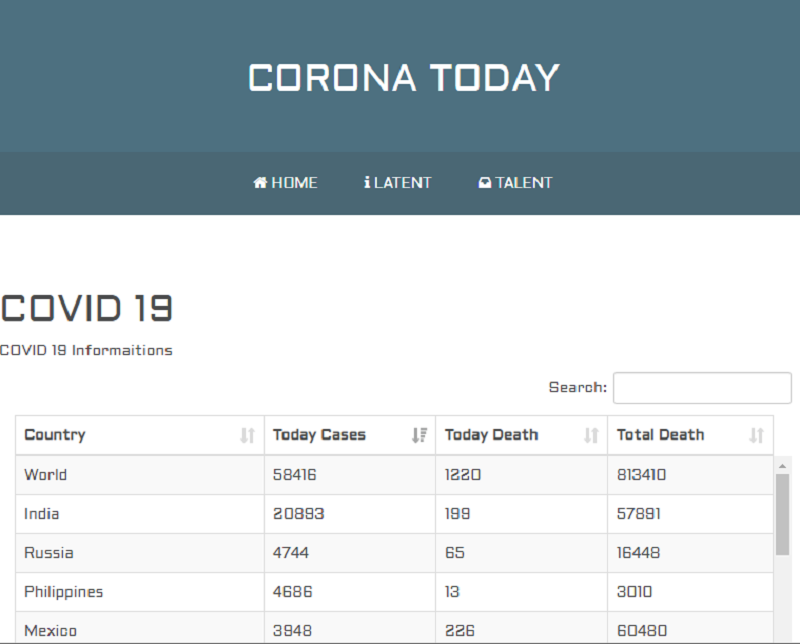 CORONA TODAY
HOME LATENT TALENT
COVID 19
COVID 19 Informaitions
Search:
Country Today Cases Today Death Total Death
World 58416 1220 813410
India 20893 199 57891
Russia 4744 65 16448
Philippines 4686 13 3010
Mexico 3948 226 60480